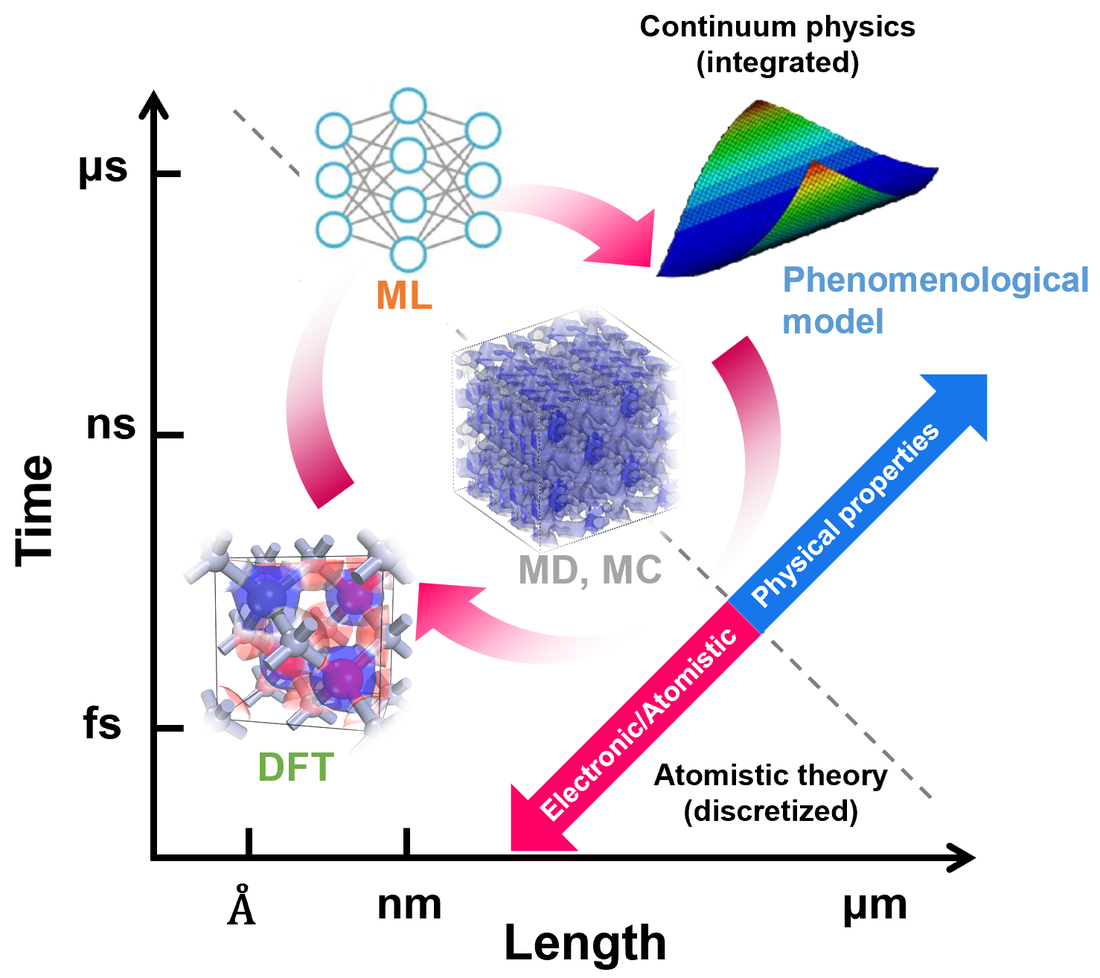 Continuum physics
(integrated)
µs
ML
Phenomenological
model
ns
Time
MD, MC
Physical properties
Electronic/Atomistic
fs
DFT
Atomistic theory
(discretized)
Å
nm
µm
Length